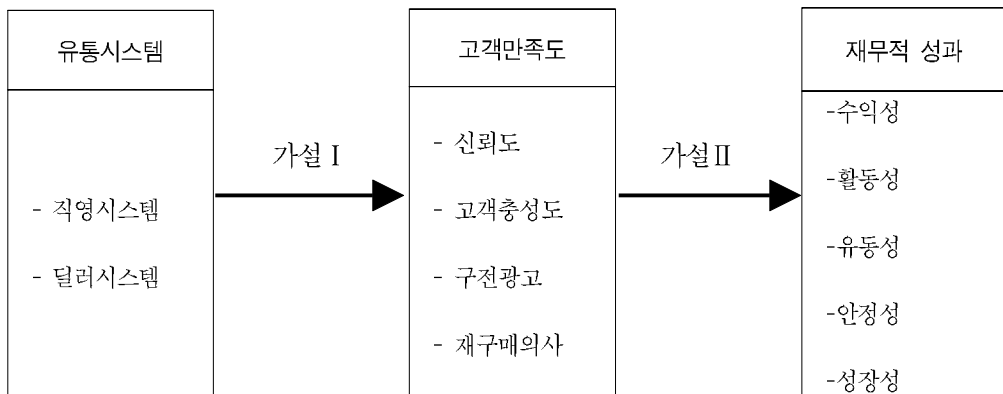 유통시스템
- 직영시스템
- 딜러시스템
가설 Ⅰ
고객만족도
- 신뢰도
- 고객충성도
- 구전광고
- 재구매의사
가설Ⅱ
재무적 성과
-수익성
-활동성
-유동성
-안정성
-성장성